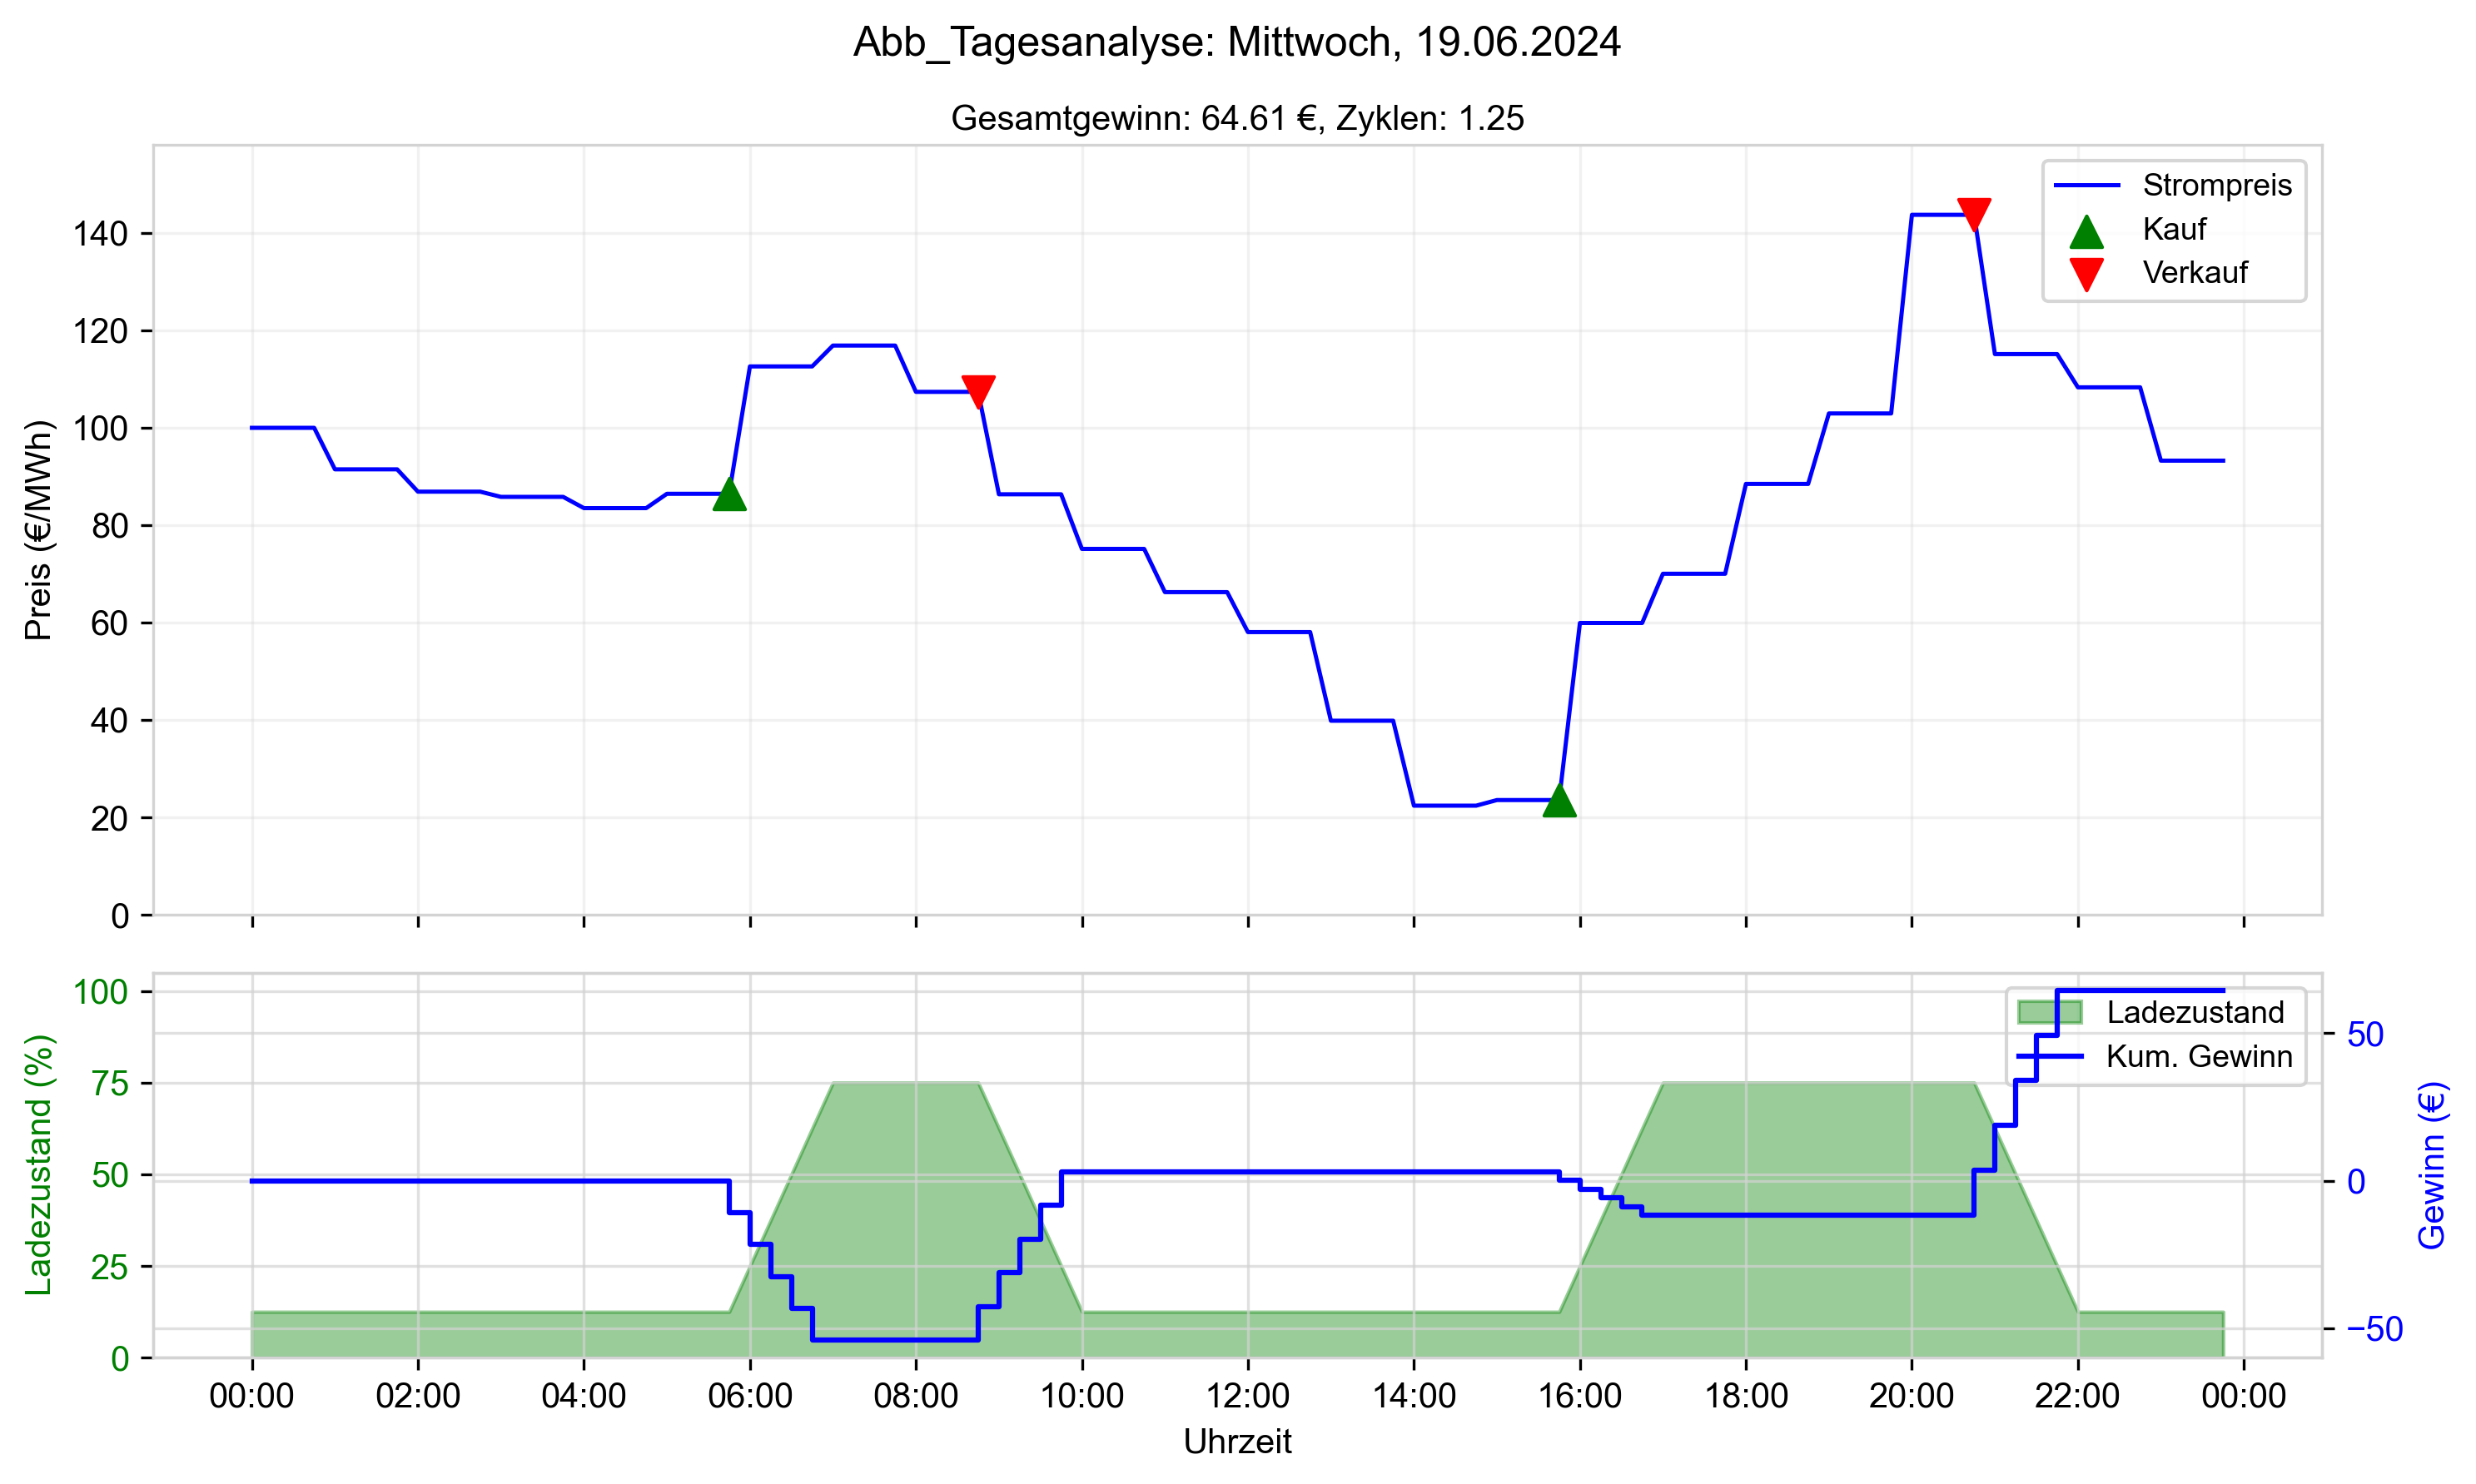 Abb_Tagesanalyse: Mittwoch, 19.06.2024
Gesamtgewinn: 64.61 €, Zyklen: 1.25
Preis (€/MWh)
140
120
100
80
60
40
20
0
Strompreis
Kauf
Verkauf
Ladezustand (%)
100
75
50
25
0
Ladezustand
Kum. Gewinn
50
0
−50
Gewinn (€)
00:00 02:00 04:00 06:00 08:00 10:00 12:00 14:00 16:00 18:00 20:00 22:00 00:00
Uhrzeit